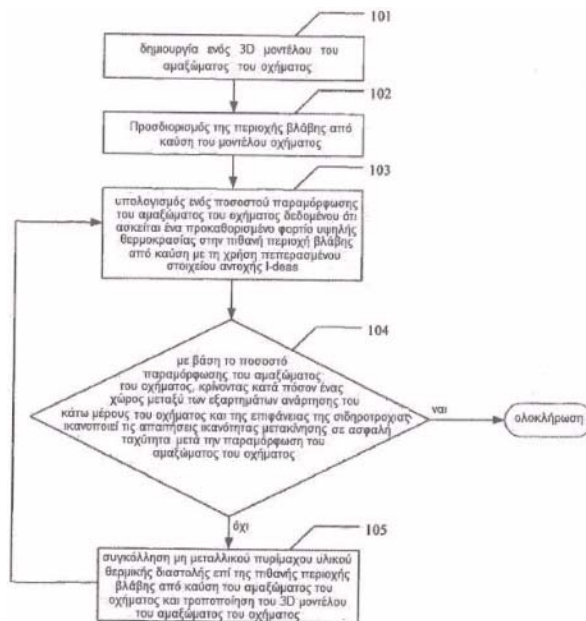 101
δημιουργία ενός 3D μοντέλου του
αμαξώματος του οχήματος
102
Προσδιορισμός της περιοχής βλάβης από
καύση του μοντέλου οχήματος
103
υπολογισμός ενός ποσοστού παραμόρφωσης
του αμαξώματος του οχήματος δεδομένου ότι
ασκείται ένα προκαθορισμένο φορτίο υψηλής
θερμοκρασίας στην πιθανή περιοχή βλάβης
από καύση με τη χρήση πεπερασμένου
στοιχείου αντοχής I-deas
104
με βάση το ποσοστό
παραμόρφωσης του αμαξώματος
του οχήματος, κρίνοντας κατά πόσον ένας
χώρος μεταξύ των εξαρτημάτων ανάρτησης του
κάτω μέρους του οχήματος και της επιφάνειας της σιδηροτροχιάς
ικανοποιεί τις απαιτήσεις ικανότητας μετακίνησης σε ασφαλή
ταχύτητα μετά την παραμόρφωση του
αμαξώματος του οχήματος
ναι
ολοκλήρωση
όχι
105
συγκόλληση μη μεταλλικού πυρίμαχου υλικού
θερμικής διαστολής επί της πιθανής περιοχής
βλάβης από καύση του αμαξώματος του
οχήματος και τροποποίηση του 3D μοντέλου
του αμαξώματος του οχήματος